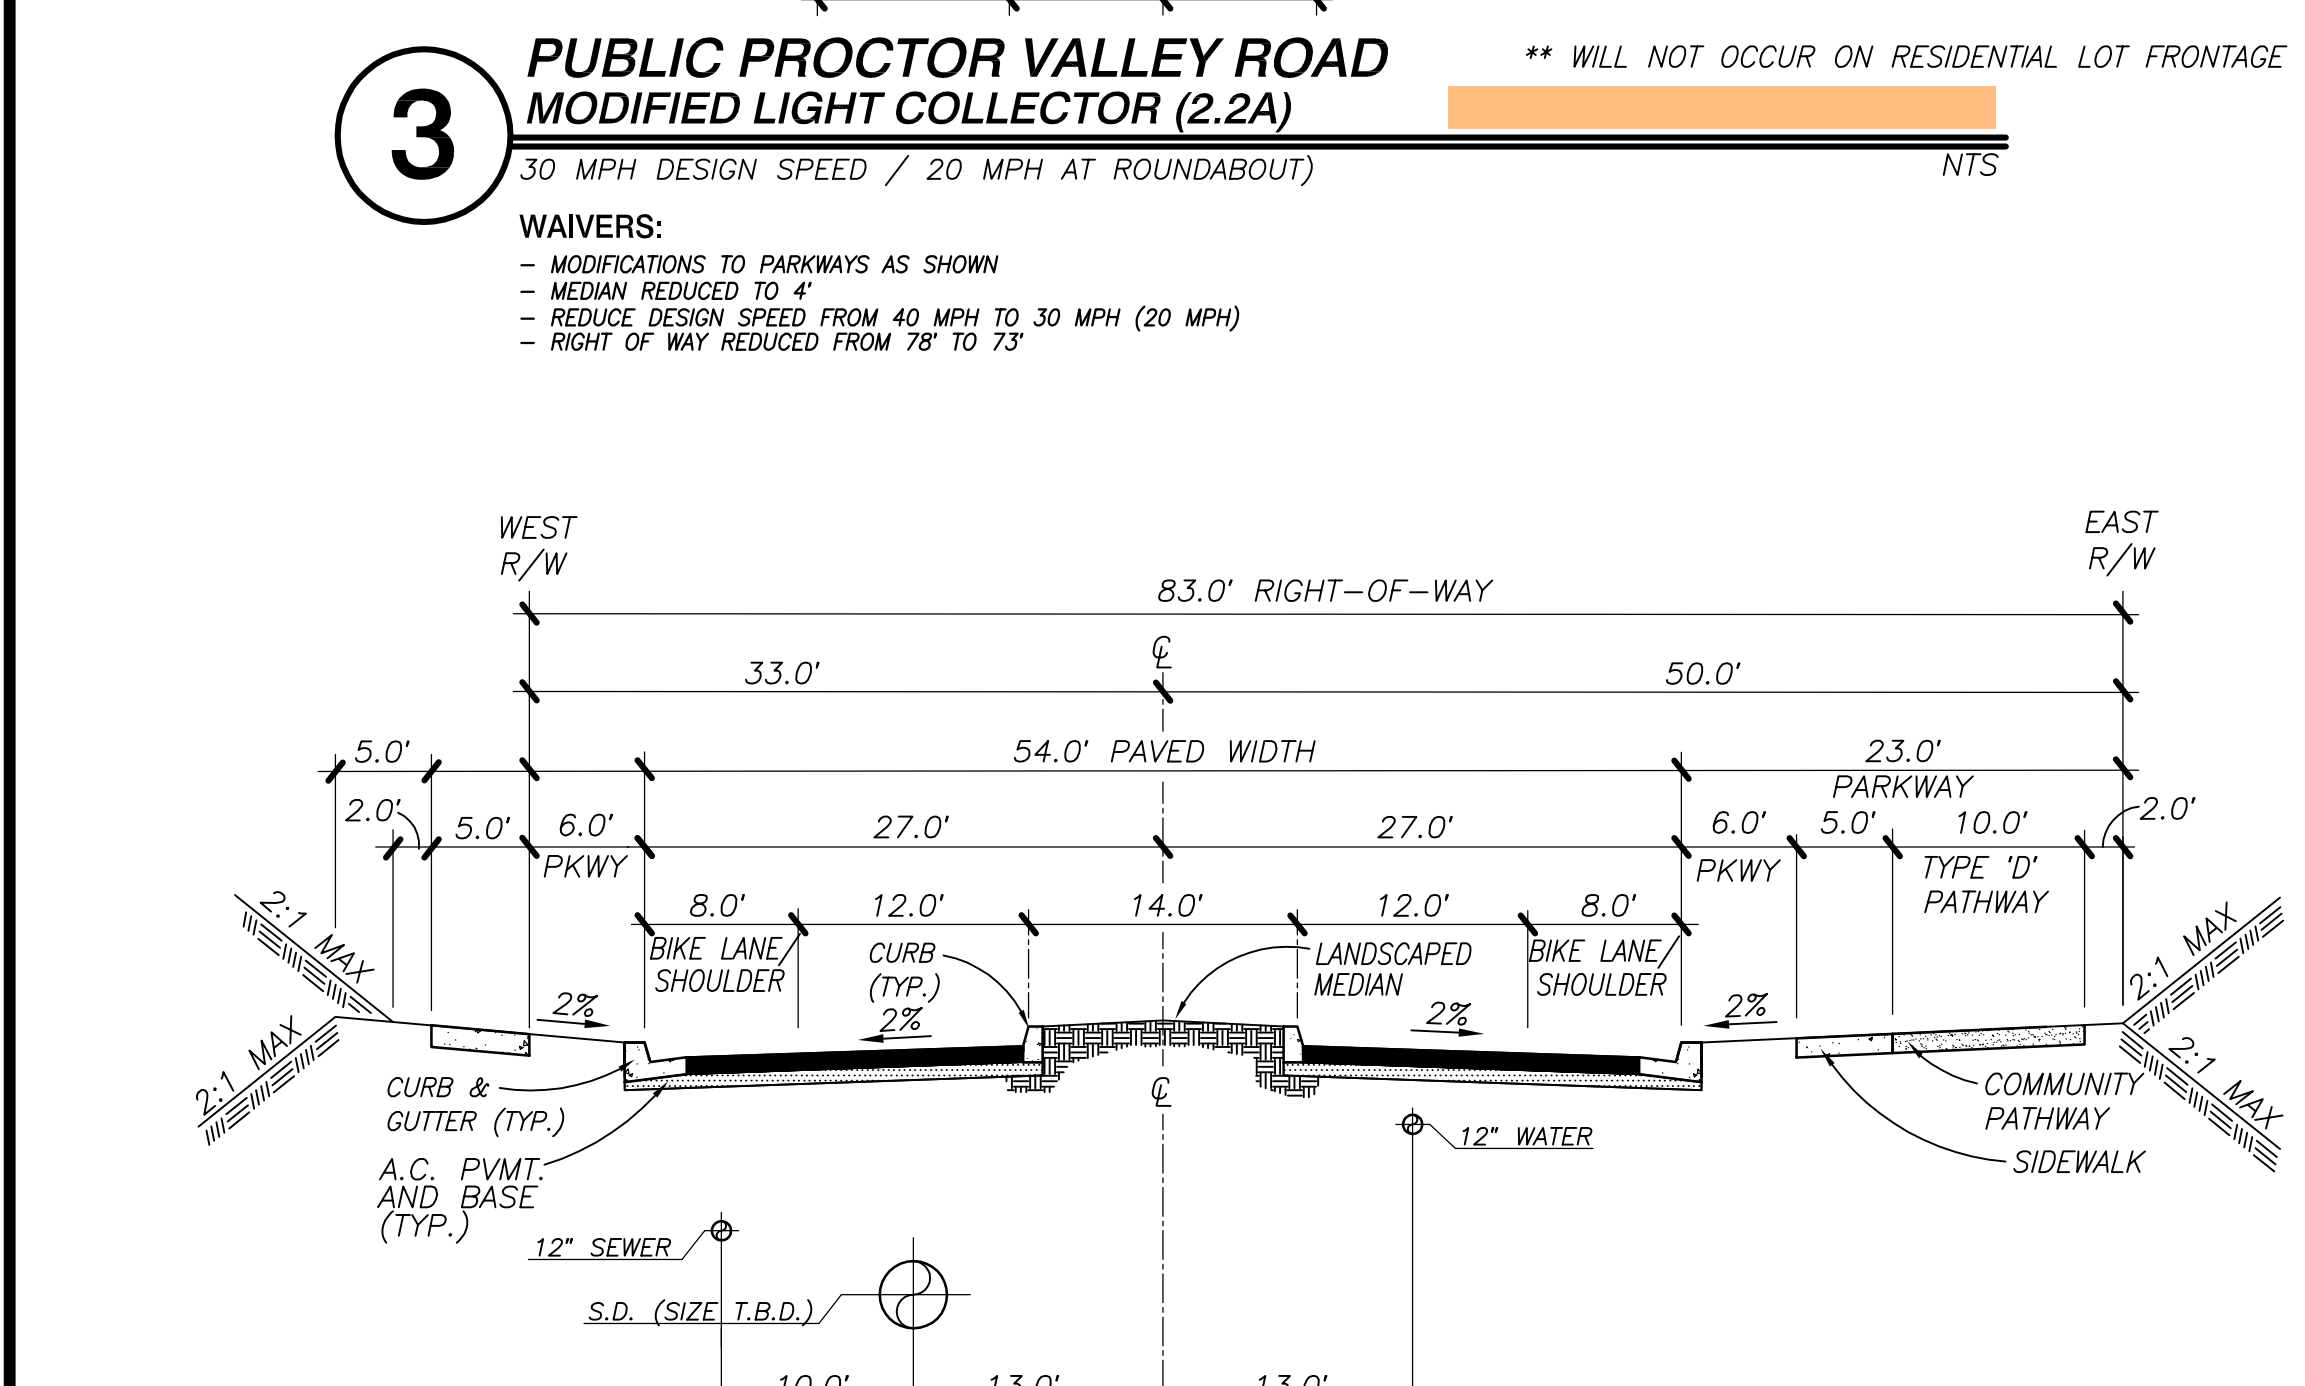 PUBLIC PROCTOR VALLEY ROAD
** WILL NOT OCCUR ON RESIDENTIAL LOT FRONTAGE
3
MODIFIED LIGHT COLLECTOR (2.2A)
30 MPH DESIGN SPEED / 20 MPH AT ROUNDABOUT)
NTS
WAIVERS:
- MODIFICATIONS TO PARKWAYS AS SHOWN
- MEDIAN REDUCED TO 4'
- REDUCE DESIGN SPEED FROM 40 MPH TO 30 MPH (20 MPH)
- RIGHT OF WAY REDUCED FROM 78' TO 73'
WEST
R/W
EAST
R/W
83.0' RIGHT-OF-WAY
℄
33.0'
50.0'
5.0'
54.0' PAVED WIDTH
23.0'
PARKWAY
2.0'
5.0'
6.0'
PKWY
27.0'
27.0'
6.0'
PKWY
5.0'
10.0'
TYPE 'D'
PATHWAY
2.0'
8.0'
BIKE LANE/
SHOULDER
12.0'
14.0'
12.0'
8.0'
BIKE LANE/
SHOULDER
CURB
(TYP.)
LANDSCAPED
MEDIAN
2:1 MAX
2:1 MAX
2%
2%
2%
2%
2:1 MAX
2:1 MAX
CURB &
GUTTER (TYP.)
℄
COMMUNITY
PATHWAY
12" WATER
SIDEWALK
A.C. PVMT.
AND BASE
(TYP.)
12" SEWER
S.D. (SIZE T.B.D.)
10.0'
13.0'
13.0'